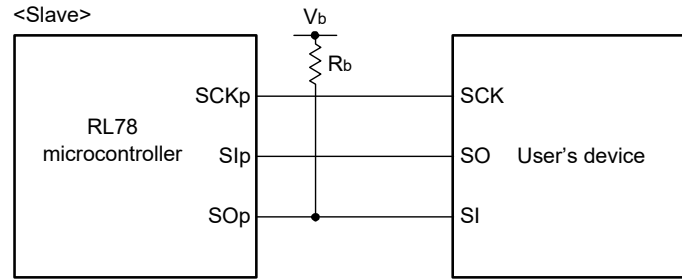 <Slave>
Vb
Rb
SCKp
SCK
RL78
microcontroller
SIp
SO
User's device
SOp
SI